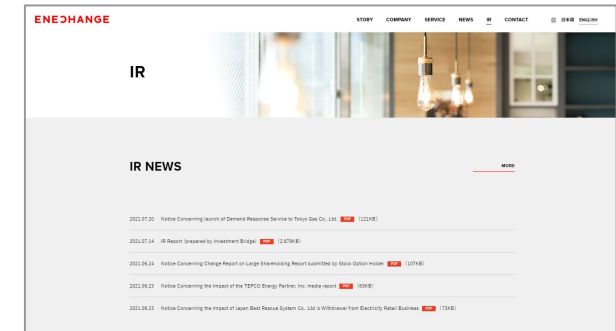 ENECHANGE
STORY COMPANY SERVICE NEWS IR CONTACT 日本語 ENGLISH
IR
IR NEWS
MORE
2021.07.20 Notice Concerning launch of Demand Response Service to Tokyo Gas Co., Ltd. PDF (121KB)
2021.07.14 IR Report (prepared by Investment Bridge) PDF (2,879KB)
2021.06.24 Notice Concerning Change Report on Large Shareholding Report submitted by Stock Option Holder PDF (107KB)
2021.06.23 Notice Concerning the impact of the TEPCO Energy Partner, Inc. media report PDF (69KB)
2021.06.23 Notice Concerning the impact of Japan Best Rescue System Co., Ltd.'s Withdrawal from Electricity Retail Business PDF (73KB)